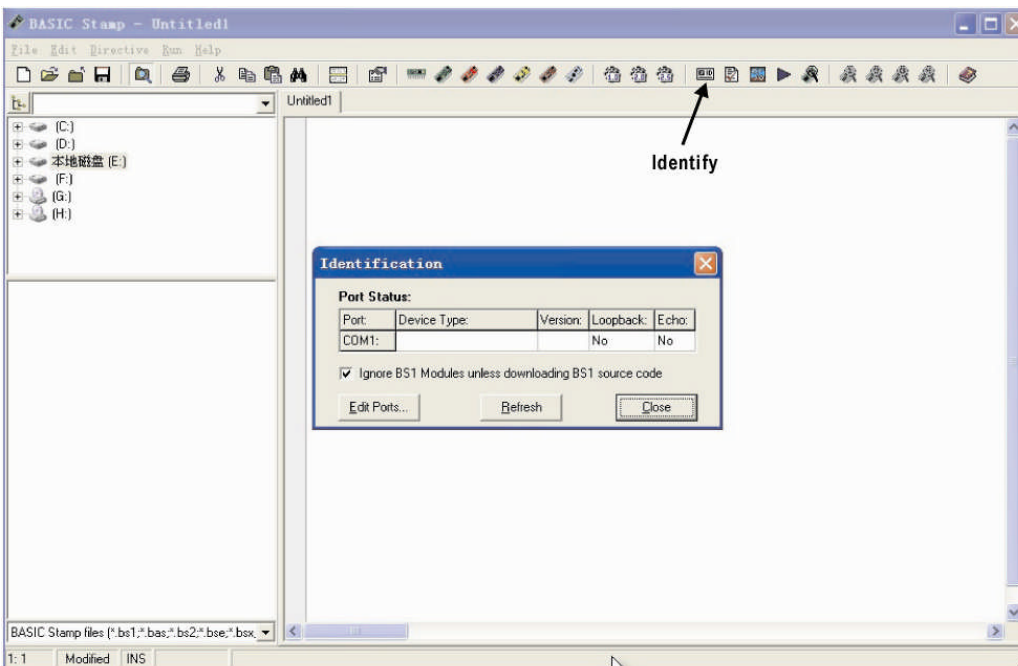 BASIC Stamp - Untitled1
File Edit Directive Run Help
Untitled1
(C:)
(D:)
本地磁盘 (E:)
(F:)
(G:)
(H:)
Identify
Identification
Port Status:
Port: Device Type: Version: Loopback: Echo:
COM1: No No
Ignore BS1 Modules unless downloading BS1 source code
Edit Ports... Refresh Close
BASIC Stamp files (*.bs1;*.bas;*.bs2;*.bse;*.bsx
1: 1 Modified INS